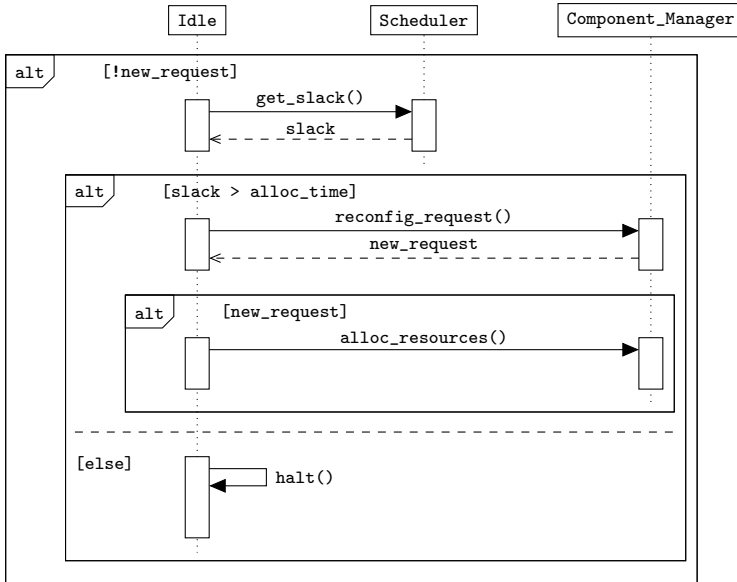 Idle
Scheduler
Component_Manager
alt
[!new_request]
get_slack()
slack
alt
[slack > alloc_time]
reconfig_request()
new_request
alt
[new_request]
alloc_resources()
[else]
halt()